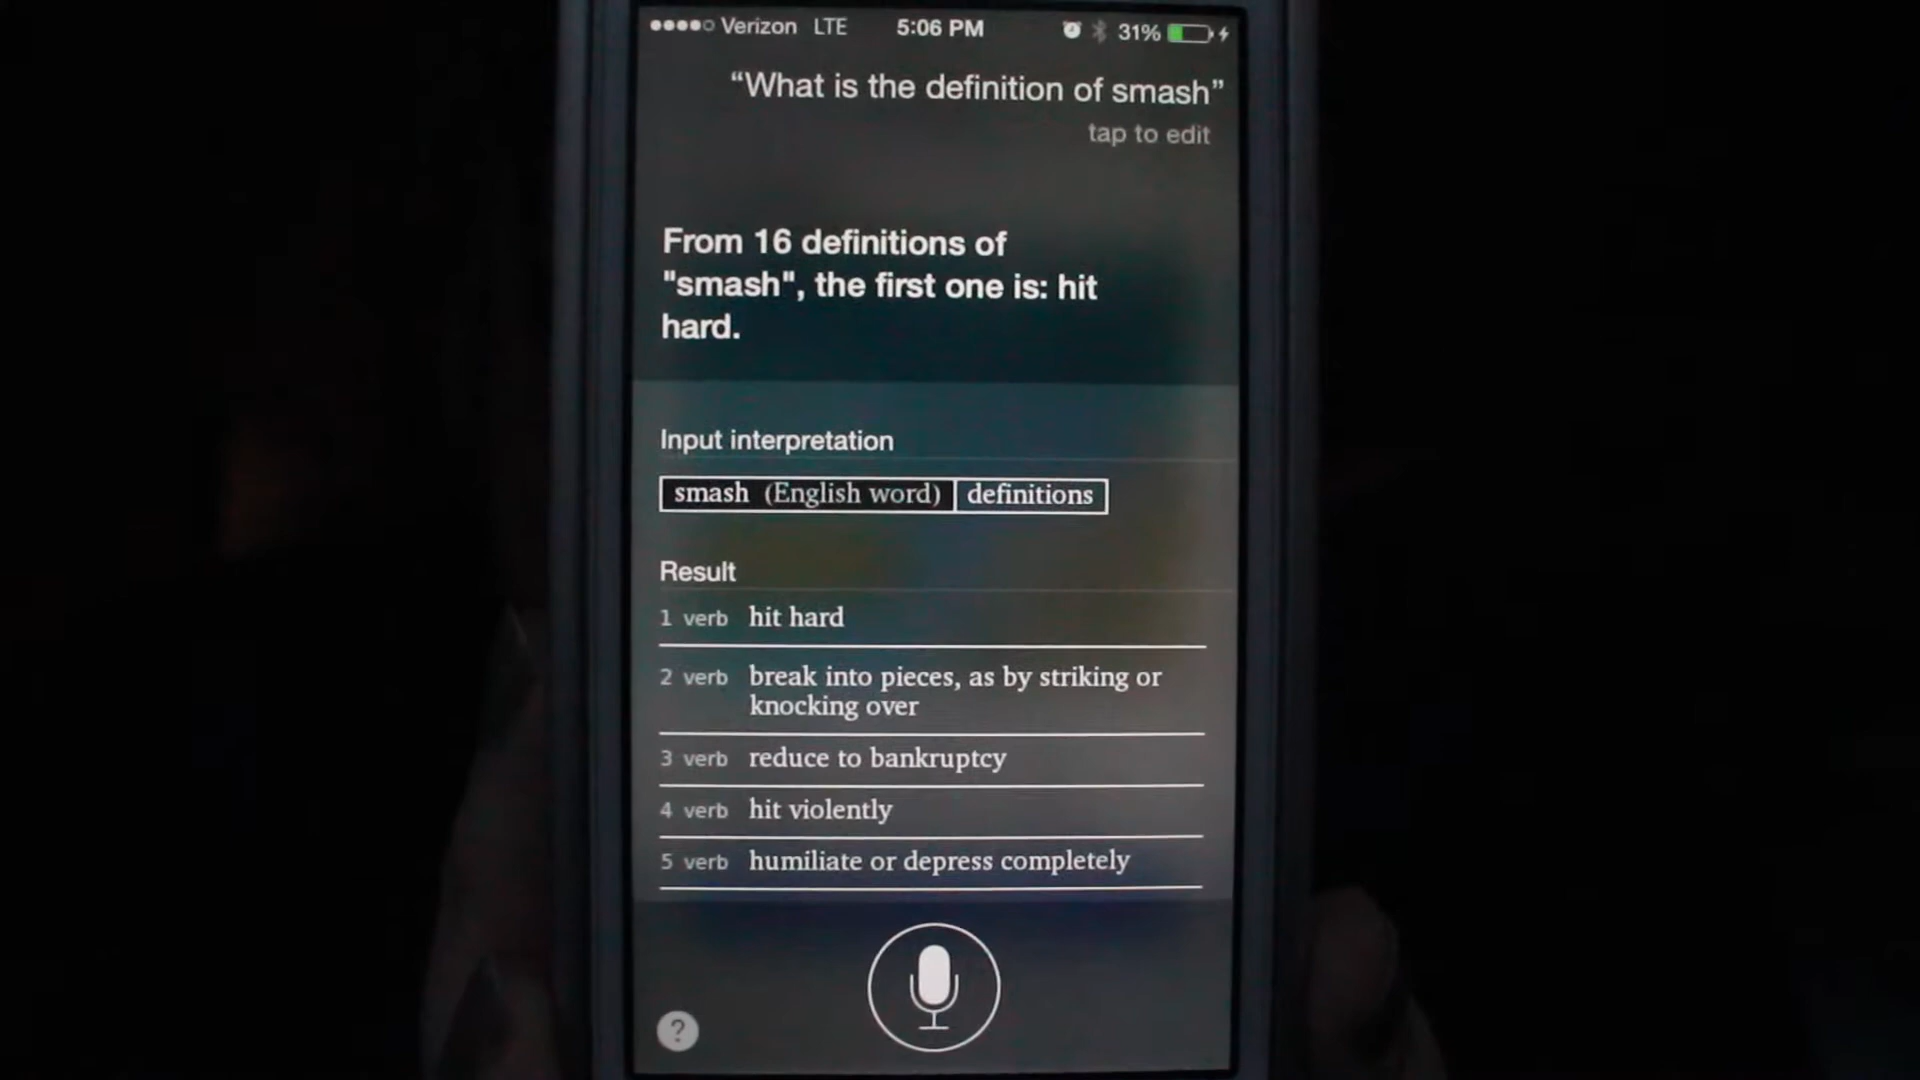 Verizon LTE 5:06 PM 31%
“What is the definition of smash”
tap to edit
From 16 definitions of
"smash", the first one is: hit
hard.
Input interpretation
smash (English word) definitions
Result
1 verb hit hard
2 verb break into pieces, as by striking or
knocking over
3 verb reduce to bankruptcy
4 verb hit violently
5 verb humiliate or depress completely
?